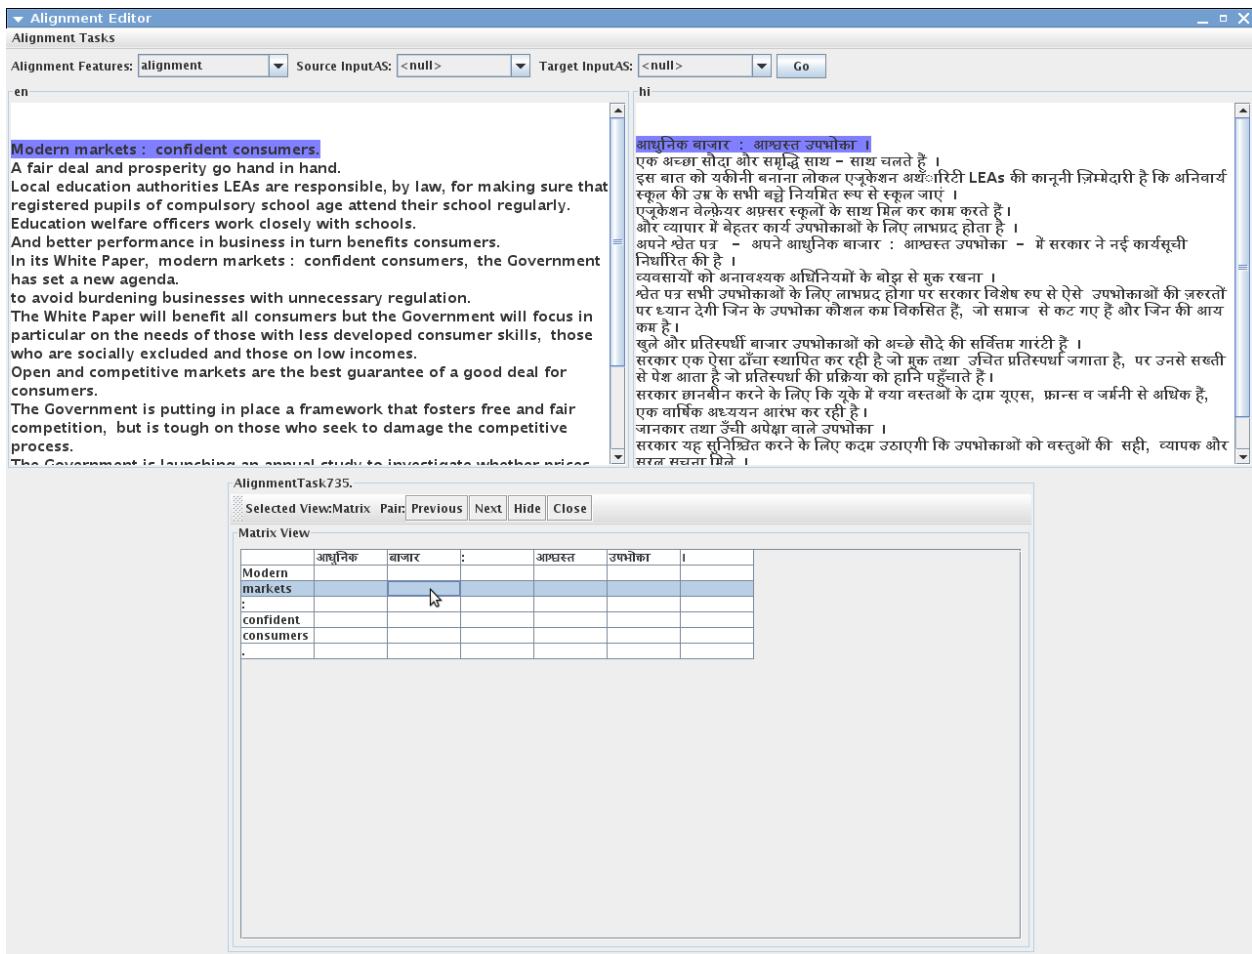 Alignment Editor
Alignment Tasks
Alignment Features: alignment Source InputAS: <null> Target InputAS: <null> Go
en
Modern markets :  confident consumers.
A fair deal and prosperity go hand in hand.
Local education authorities LEAs are responsible, by law, for making sure that
registered pupils of compulsory school age attend their school regularly.
Education welfare officers work closely with schools.
And better performance in business in turn benefits consumers.
In its White Paper,  modern markets :  confident consumers,  the Government
has set a new agenda.
to avoid burdening businesses with unnecessary regulation.
The White Paper will benefit all consumers but the Government will focus in
particular on the needs of those with less developed consumer skills,  those
who are socially excluded and those on low incomes.
Open and competitive markets are the best guarantee of a good deal for
consumers.
The Government is putting in place a framework that fosters free and fair
competition,  but is tough on those who seek to damage the competitive
process.
The Government is launching an annual study to investigate whether prices
hi
आधुनिक बाजार  :  आश्वस्त उपभोक्ता  ।
एक अच्छा सौदा और समृद्धि साथ – साथ चलते हैं  ।
इस बात को यकीनी बनाना लोकल एजूकेशन अथॅारिटी LEAs की कानूनी ज़िम्मेदारी है कि अनिवार्य
स्कूल की उम्र के सभी बच्चे नियमित रूप से स्कूल जाएं  ।
एजूकेशन वेल्फ़ेयर अफ़्सर स्कूलों के साथ मिल कर काम करते हैं।
और व्यापार में बेहतर कार्य उपभोक्ताओं के लिए लाभप्रद होता है  ।
अपने श्वेत पत्र  –  अपने आधुनिक बाजार  :  आश्वस्त उपभोक्ता  –  में सरकार ने नई कार्यसूची
निर्धारित की है  ।
व्यवसायों को अनावश्यक अधिनियमों के बोझ से मुक्त रखना  ।
श्वेत पत्र सभी उपभोक्ताओं के लिए लाभप्रद होगा पर सरकार विशेष रुप से ऐसे  उपभोक्ताओं की ज़रुरतों
पर ध्यान देगी जिन के उपभोक्ता कौशल कम विकसित हैं,  जो समाज  से कट गए हैं और जिन की आय
कम है।
खुले और प्रतिस्पर्धी बाजार उपभोक्ताओं को अच्छे सौदे की सर्वित्तम गारंटी हैं  ।
सरकार एक ऐसा ढाँचा स्थापित कर रही है जो मुक्त तथा  उचित प्रतिस्पर्धा जगाता है,  पर उनसे सख्ती
से पेश आता है जो प्रतिस्पर्धा की प्रक्रिया को हानि पहुँचाते हैं।
सरकार छानबीन करने के लिए कि यूके में क्या वस्तओं के दाम यूएस,  फ्रान्स व जर्मनी से अधिक हैं,
एक वार्षिक अध्ययन आरंभ कर रही है।
जानकार तथा उँची अपेक्षा वाले उपभोक्ता  ।
सरकार यह सुनिश्चित करने के लिए कदम उठाएगी कि उपभोक्ताओं को वस्तुओं की  सही,  व्यापक और
सरल सूचना मिले  ।
AlignmentTask735.
Selected View:Matrix Pair: Previous Next Hide Close
Matrix View
आधुनिक बाजार : आश्वस्त उपभोक्ता ।
Modern
markets
:
confident
consumers
.